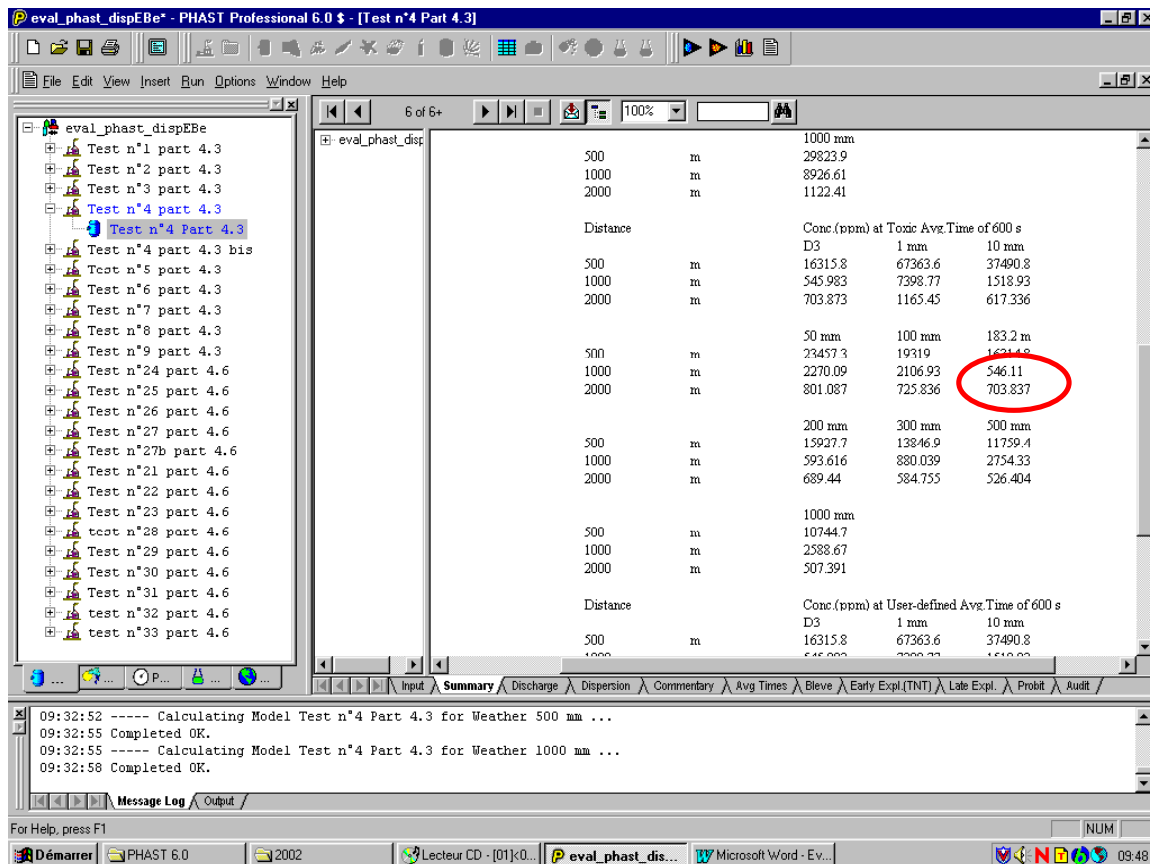 eval_phast_dispEBe* - PHAST Professional 6.0 $ - [Test n°4 Part 4.3]
File Edit View Insert Run Options Window Help
6 of 6+ 100%
eval_phast_dispEBe
Test n°1 part 4.3
Test n°2 part 4.3
Test n°3 part 4.3
Test n°4 part 4.3
Test n°4 Part 4.3
Test n°4 part 4.3 bis
Test n°5 part 4.3
Test n°6 part 4.3
Test n°7 part 4.3
Test n°8 part 4.3
Test n°9 part 4.3
Test n°24 part 4.6
Test n°25 part 4.6
Test n°26 part 4.6
Test n°27 part 4.6
Test n°27b part 4.6
Test n°21 part 4.6
Test n°22 part 4.6
Test n°23 part 4.6
test n°28 part 4.6
Test n°29 part 4.6
Test n°30 part 4.6
Test n°31 part 4.6
test n°32 part 4.6
test n°33 part 4.6
... ... P... ... ...
eval_phast_disp
1000 mm
500 m 29823.9
1000 m 8926.61
2000 m 1122.41
Distance Conc.(ppm) at Toxic Avg.Time of 600 s
D3 1 mm 10 mm
500 m 16315.8 67363.6 37490.8
1000 m 545.983 7398.77 1518.93
2000 m 703.873 1165.45 617.336
50 mm 100 mm 183.2 m
500 m 23457.3 19319 16314.8
1000 m 2270.09 2106.93 546.11
2000 m 801.087 725.836 703.837
200 mm 300 mm 500 mm
500 m 15927.7 13846.9 11759.4
1000 m 593.616 880.039 2754.33
2000 m 689.44 584.755 526.404
1000 mm
500 m 10744.7
1000 m 2588.67
2000 m 507.391
Distance Conc.(ppm) at User-defined Avg.Time of 600 s
D3 1 mm 10 mm
500 m 16315.8 67363.6 37490.8
Input Summary Discharge Dispersion Commentary Avg Times Bleve Early Expl.(TNT) Late Expl. Probit Audit
09:32:52 ----- Calculating Model Test n°4 Part 4.3 for Weather 500 mm ...
09:32:55 Completed OK.
09:32:55 ----- Calculating Model Test n°4 Part 4.3 for Weather 1000 mm ...
09:32:58 Completed OK.
Message Log Output
For Help, press F1 NUM
Démarrer PHAST 6.0 2002 Lecteur CD - [01]<0... eval_phast_dis... Microsoft Word - Ev... 09:48